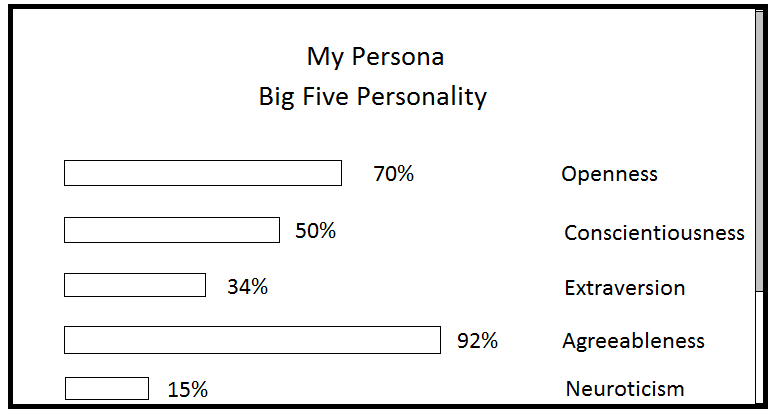 My Persona
Big Five Personality
70% Openness
50% Conscientiousness
34% Extraversion
92% Agreeableness
15% Neuroticism